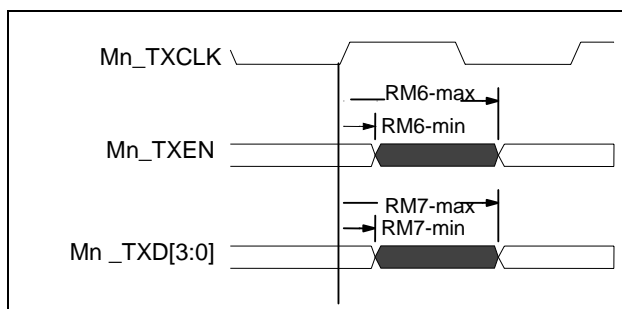 Mn_TXCLK
RM6-max
RM6-min
Mn_TXEN
RM7-max
RM7-min
Mn _TXD[3:0]